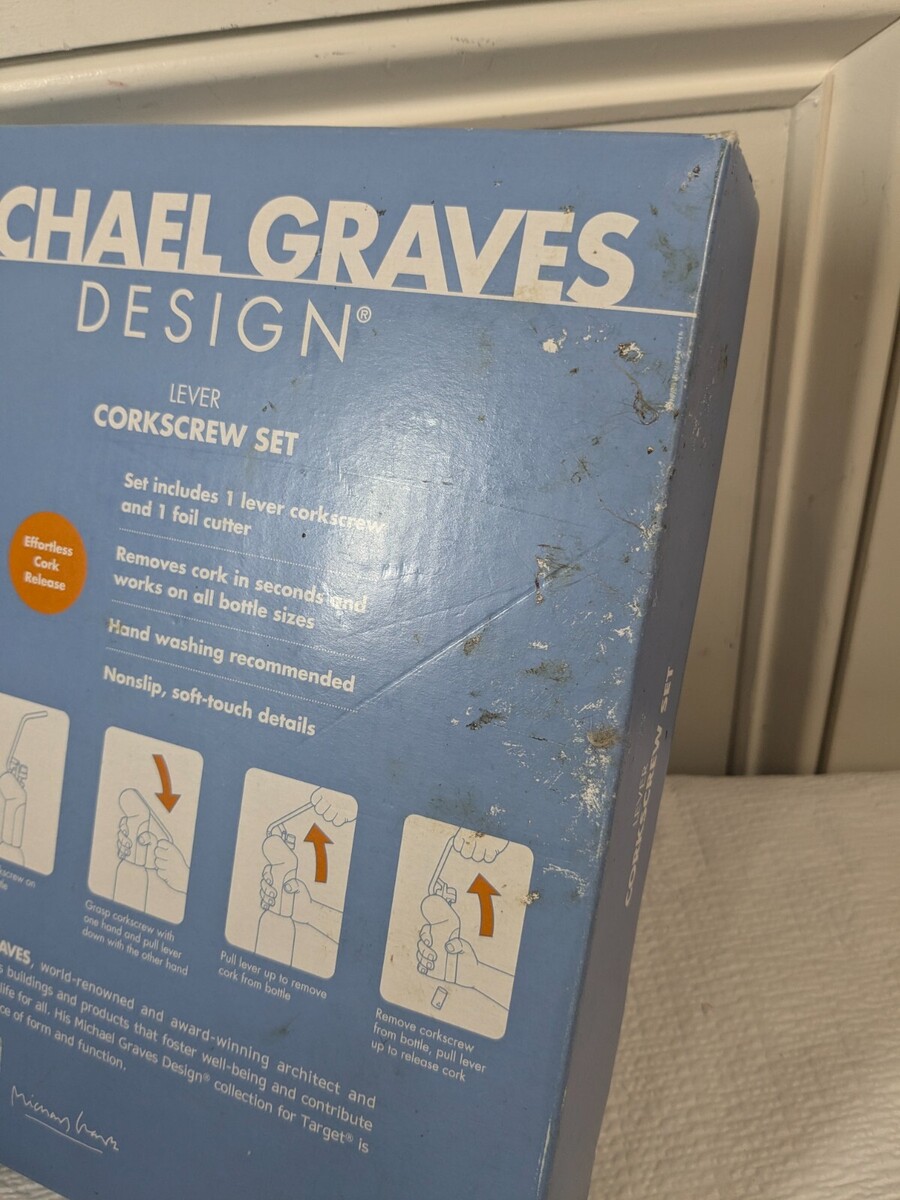 CHAEL GRAVES
DESIGN®
LEVER
CORKSCREW SET
Set includes 1 lever corkscrew
and 1 foil cutter
Effortless
Cork
Release
Removes cork in seconds and
works on all bottle sizes
Hand washing recommended
Nonslip, soft-touch details
screw on
Grasp corkscrew with
one hand and pull lever
down with the other hand
Pull lever up to remove
cork from bottle
Remove corkscrew
from bottle, pull lever
up to release cork
AVES, world-renowned and award-winning architect and
s buildings and products that foster well-being and contribute
life for all. His Michael Graves Design® collection for Target® is
ce of form and function.
Michael Graves
LEVER
CORKSCREW SET